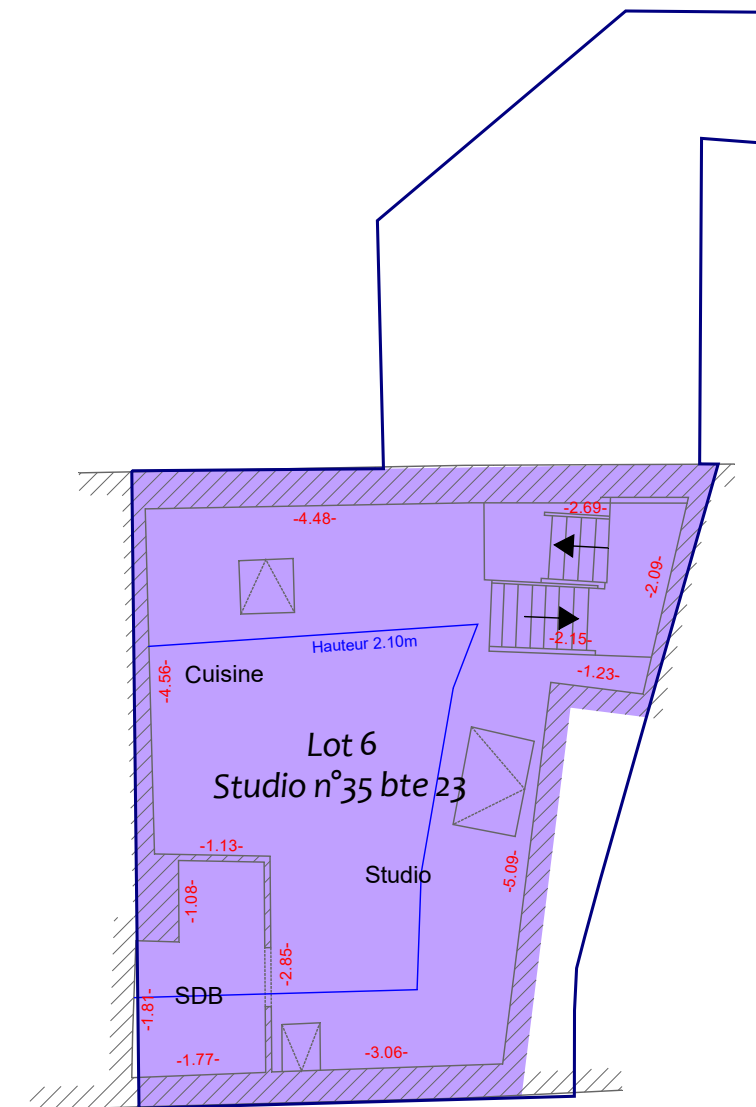 -4.48-
-2.69-
-2.09-
Hauteur 2.10m
-2.15-
-4.56-
Cuisine
-1.23-
Lot 6
Studio n°35 bte 23
-1.13-
Studio
-5.09-
-1.08-
-2.85-
SDB
-1.81-
-1.77-
-3.06-